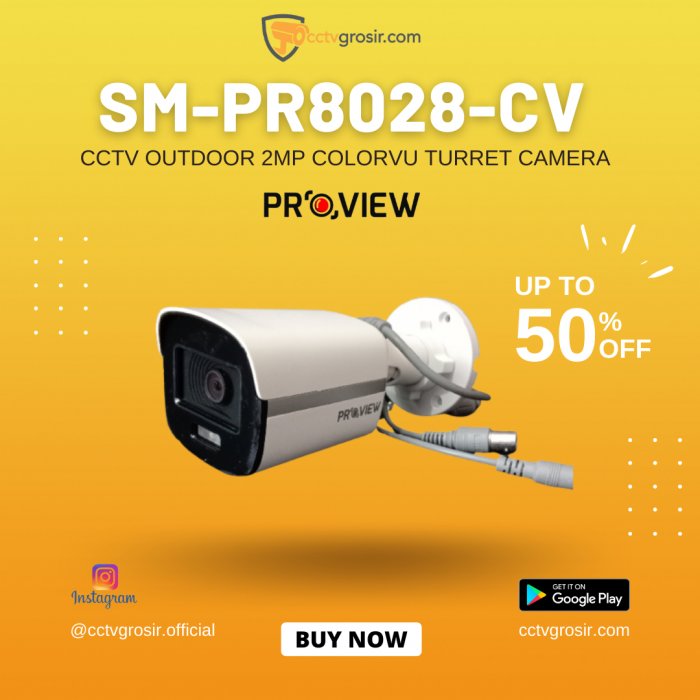 cctvgrosir.com
SM-PR8028-CV
CCTV OUTDOOR 2MP COLORVU TURRET CAMERA
PROVIEW
UP TO
50% OFF
PROVIEW
Instagram
GET IT ON
Google Play
@cctvgrosir.official
BUY NOW
cctvgrosir.com